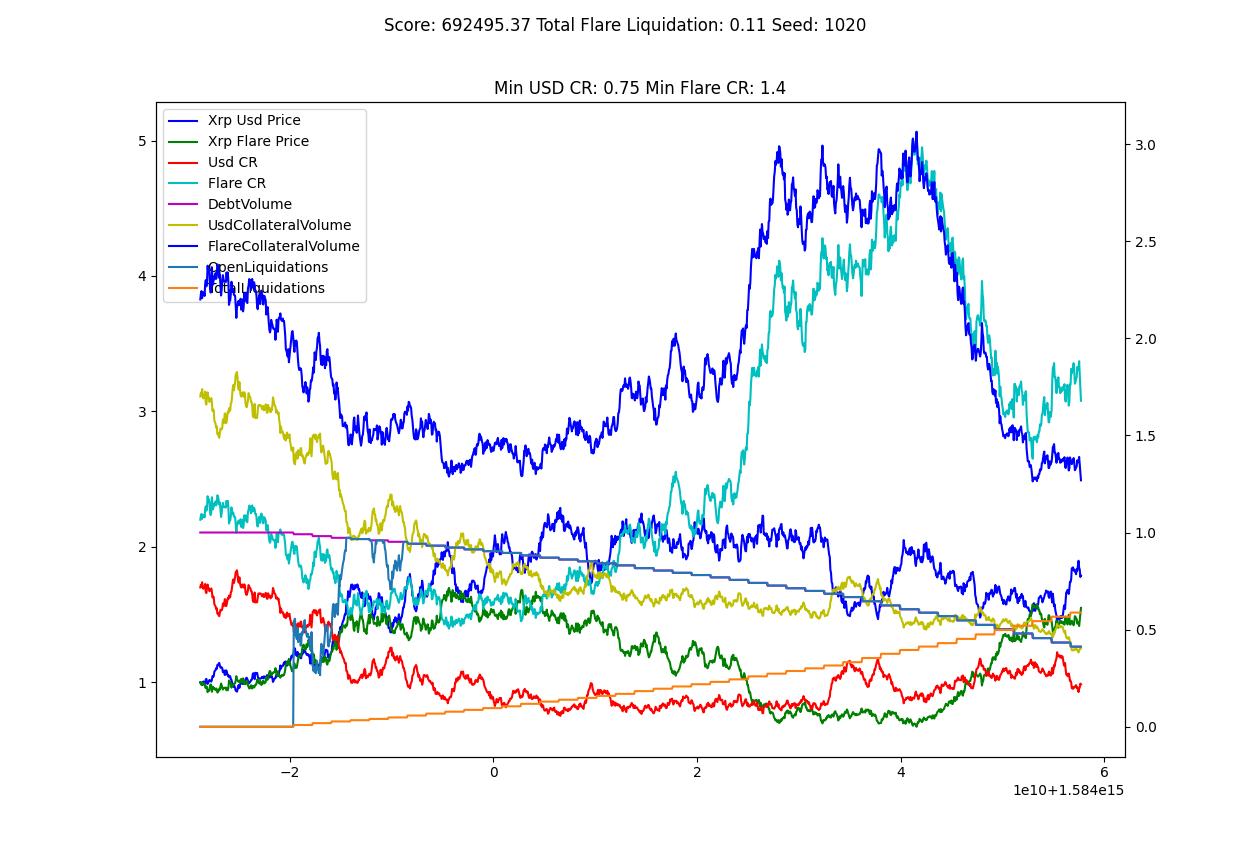 Score: 692495.37 Total Flare Liquidation: 0.11 Seed: 1020
Min USD CR: 0.75 Min Flare CR: 1.4
Xrp Usd Price
Xrp Flare Price
Usd CR
Flare CR
DebtVolume
UsdCollateralVolume
FlareCollateralVolume
OpenLiquidations
TotalLiquidations
5
4
3
2
1
3.0
2.5
2.0
1.5
1.0
0.5
0.0
−2
0
2
4
6
1e10+1.584e15